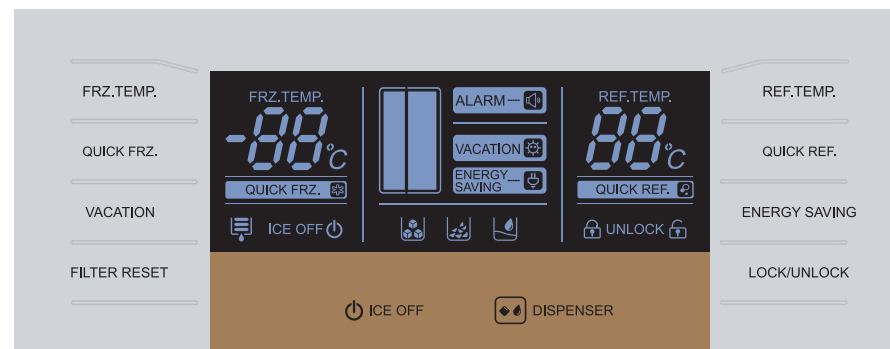 FRZ.TEMP.
QUICK FRZ.
VACATION
FILTER RESET
FRZ.TEMP.
-88°C
QUICK FRZ.
ICE OFF
ALARM
VACATION
ENERGY
SAVING
REF.TEMP.
88°C
QUICK REF.
UNLOCK
ICE OFF
DISPENSER
REF.TEMP.
QUICK REF.
ENERGY SAVING
LOCK/UNLOCK